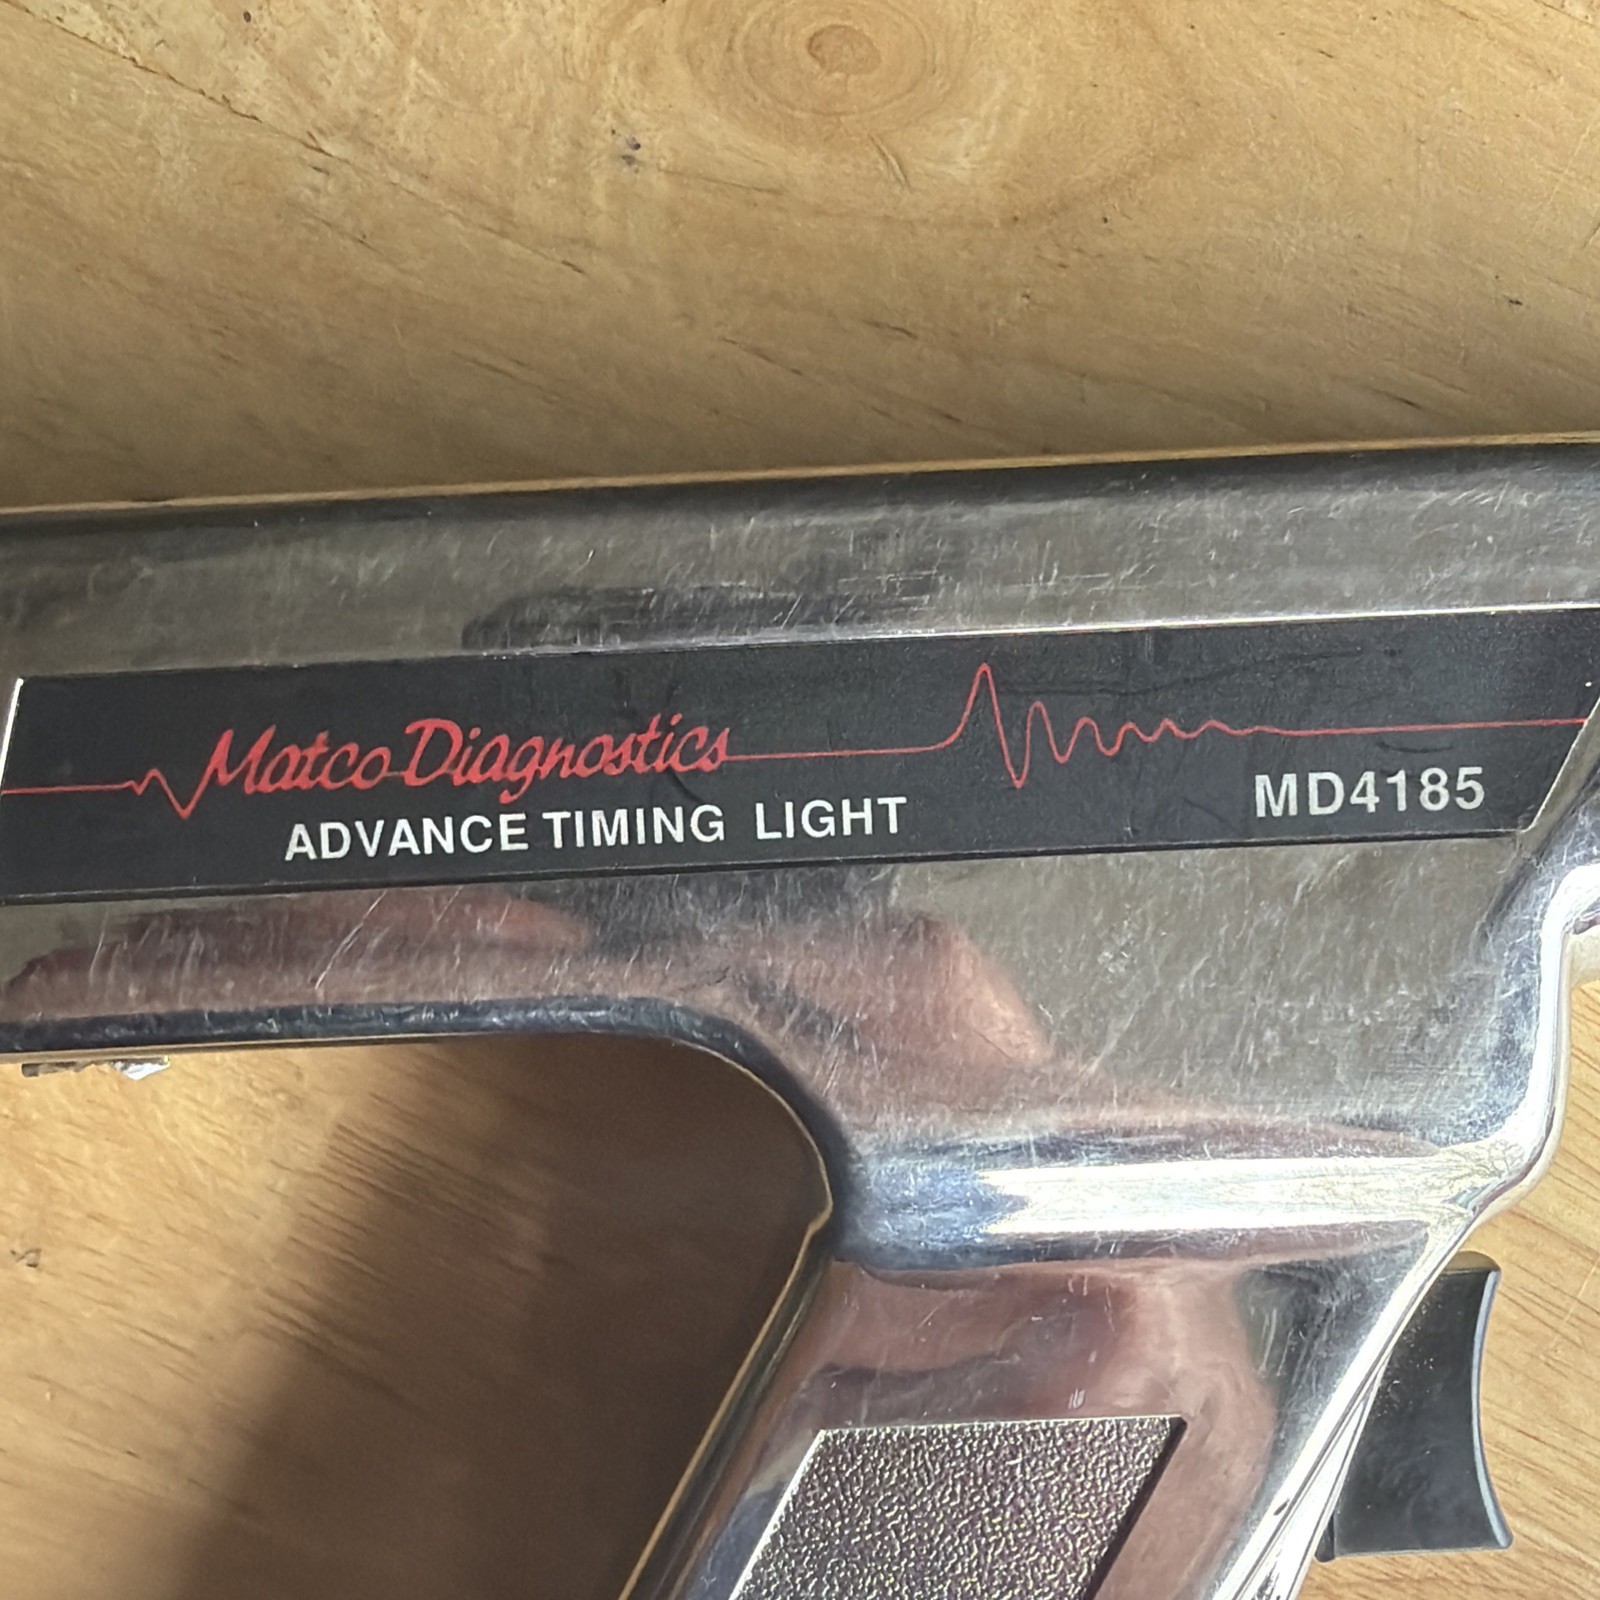 Matco Diagnostics
ADVANCE TIMING LIGHT
MD4185